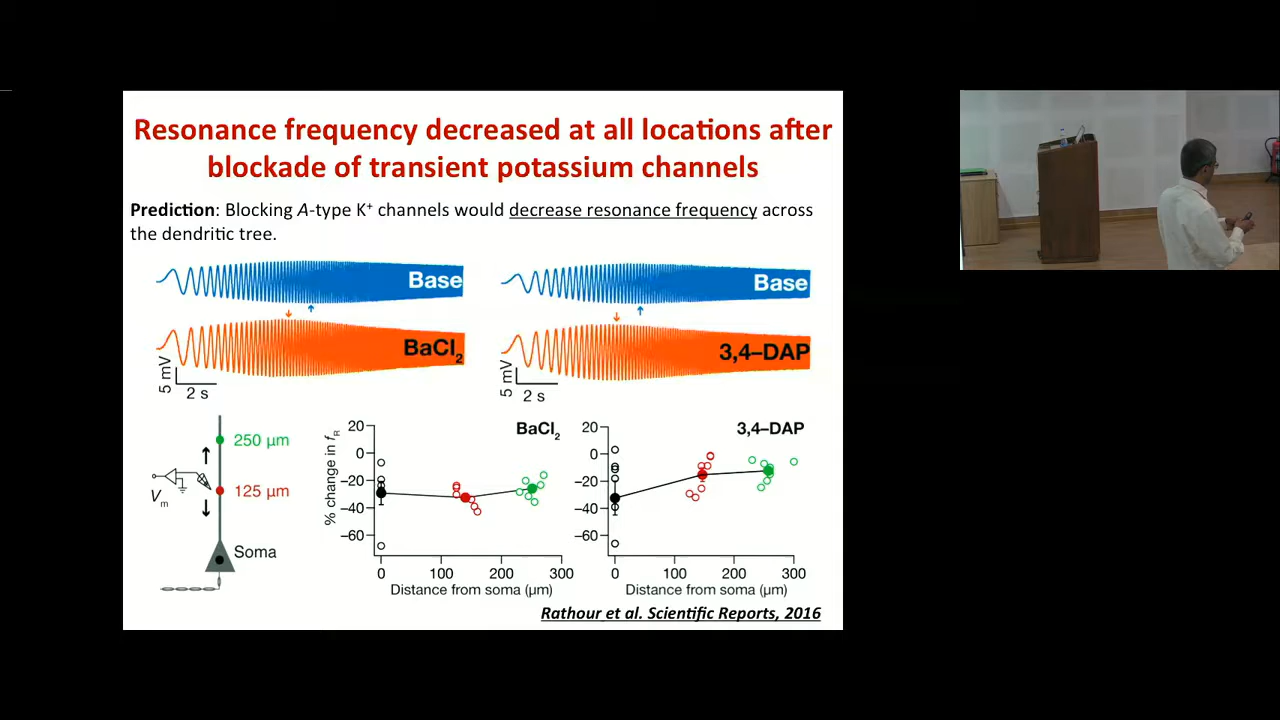 Resonance frequency decreased at all locations after
blockade of transient potassium channels
Prediction: Blocking A-type K⁺ channels would decrease resonance frequency across
the dendritic tree.
Base
Base
BaCl₂
3,4–DAP
5 mV
2 s
5 mV
2 s
250 µm
125 µm
Vₘ
Soma
BaCl₂
% change in fR
20
0
–20
–40
–60
0
100
200
300
Distance from soma (µm)
3,4–DAP
20
0
–20
–40
–60
0
100
200
300
Distance from soma (µm)
Rathour et al. Scientific Reports, 2016